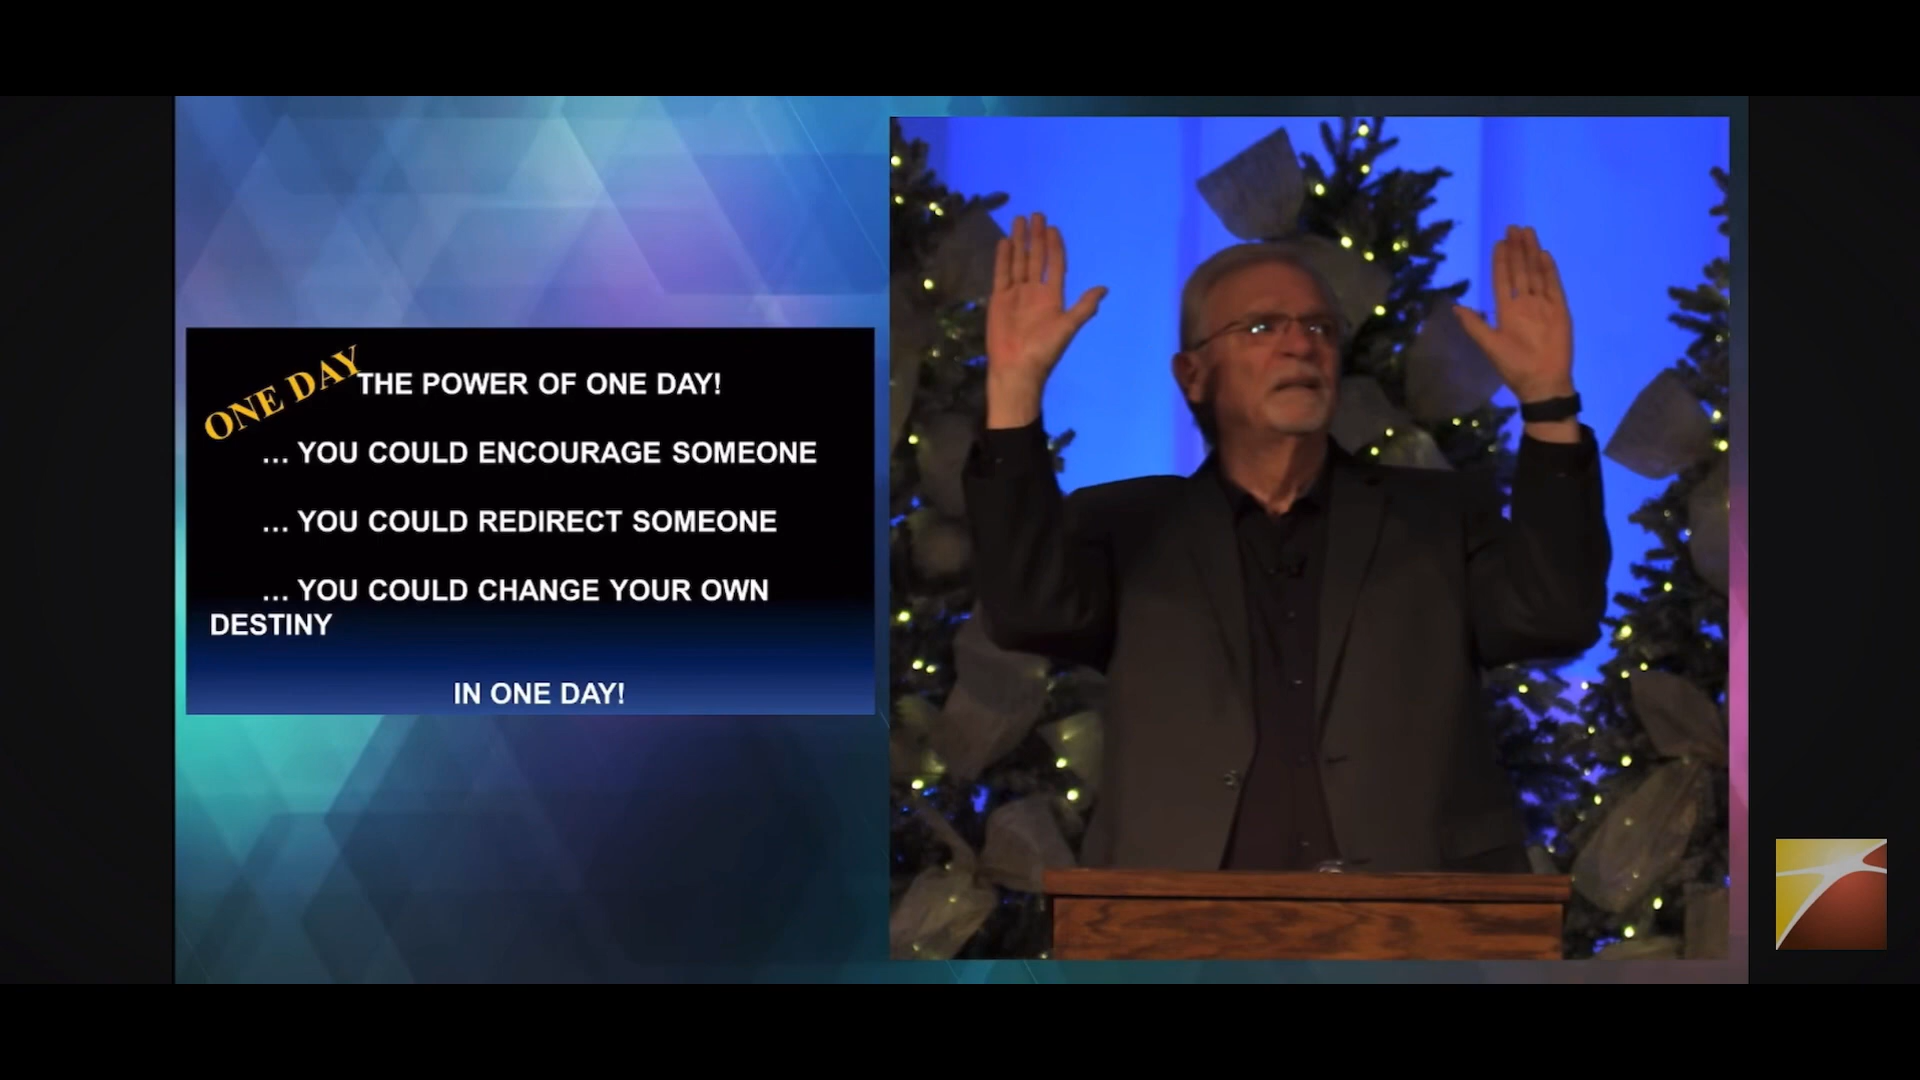 ONE DAY
THE POWER OF ONE DAY!
... YOU COULD ENCOURAGE SOMEONE
... YOU COULD REDIRECT SOMEONE
... YOU COULD CHANGE YOUR OWN
DESTINY
IN ONE DAY!